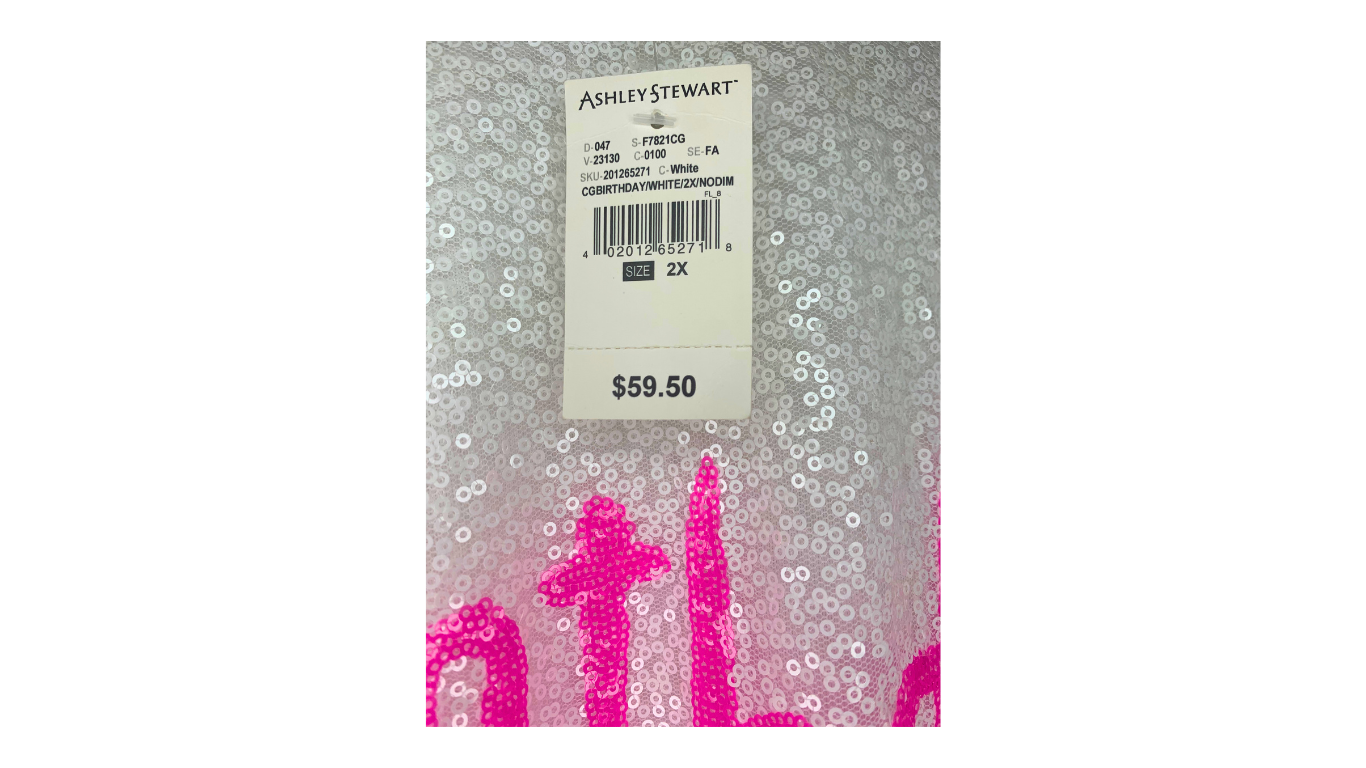 ASHLEY STEWART™
D-047 S-F7821CG
V-23130 C-0100 SE-FA
SKU-201265271 C-White
CGBIRTHDAY/WHITE/2X/NODIM
FL_8
4 02012 65271 8
SIZE 2X
$59.50